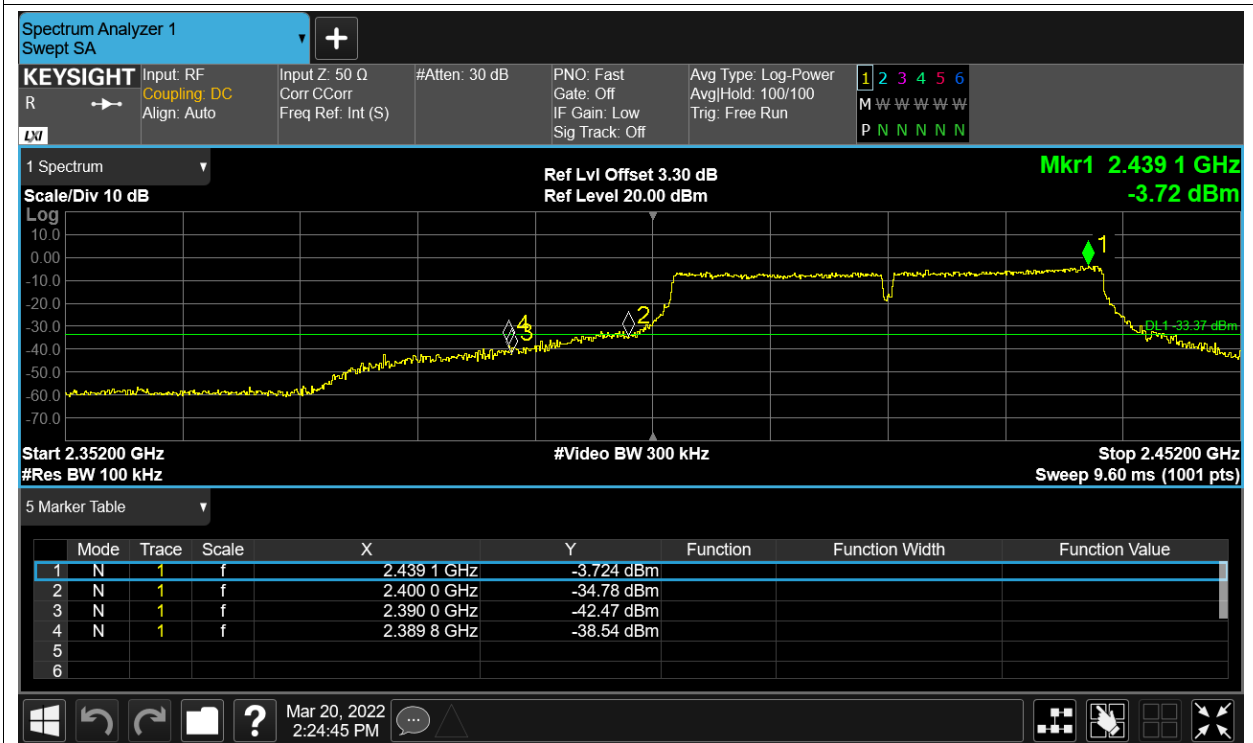 Spectrum Analyzer 1
Swept SA
KEYSIGHT Input: RF Input Z: 50 Ω #Atten: 30 dB PNO: Fast Avg Type: Log-Power 1 2 3 4 5 6
R Coupling: DC Corr CCorr Gate: Off Avg|Hold: 100/100 M W W W W W W
Align: Auto Freq Ref: Int (S) IF Gain: Low Trig: Free Run
LXI Sig Track: Off P N N N N N N
1 Spectrum Ref Lvl Offset 3.30 dB Mkr1 2.439 1 GHz
Scale/Div 10 dB Ref Level 20.00 dBm -3.72 dBm
Log
10.0
1
0.00
-10.0
-20.0
2
4
-30.0
DL1 -33.37 dBm
3
-40.0
-50.0
-60.0
-70.0
Start 2.35200 GHz #Video BW 300 kHz Stop 2.45200 GHz
#Res BW 100 kHz Sweep 9.60 ms (1001 pts)
5 Marker Table
Mode Trace Scale X Y Function Function Width Function Value
1 N 1 f 2.439 1 GHz -3.724 dBm
2 N 1 f 2.400 0 GHz -34.78 dBm
3 N 1 f 2.390 0 GHz -42.47 dBm
4 N 1 f 2.389 8 GHz -38.54 dBm
5
6
? Mar 20, 2022
2:24:45 PM